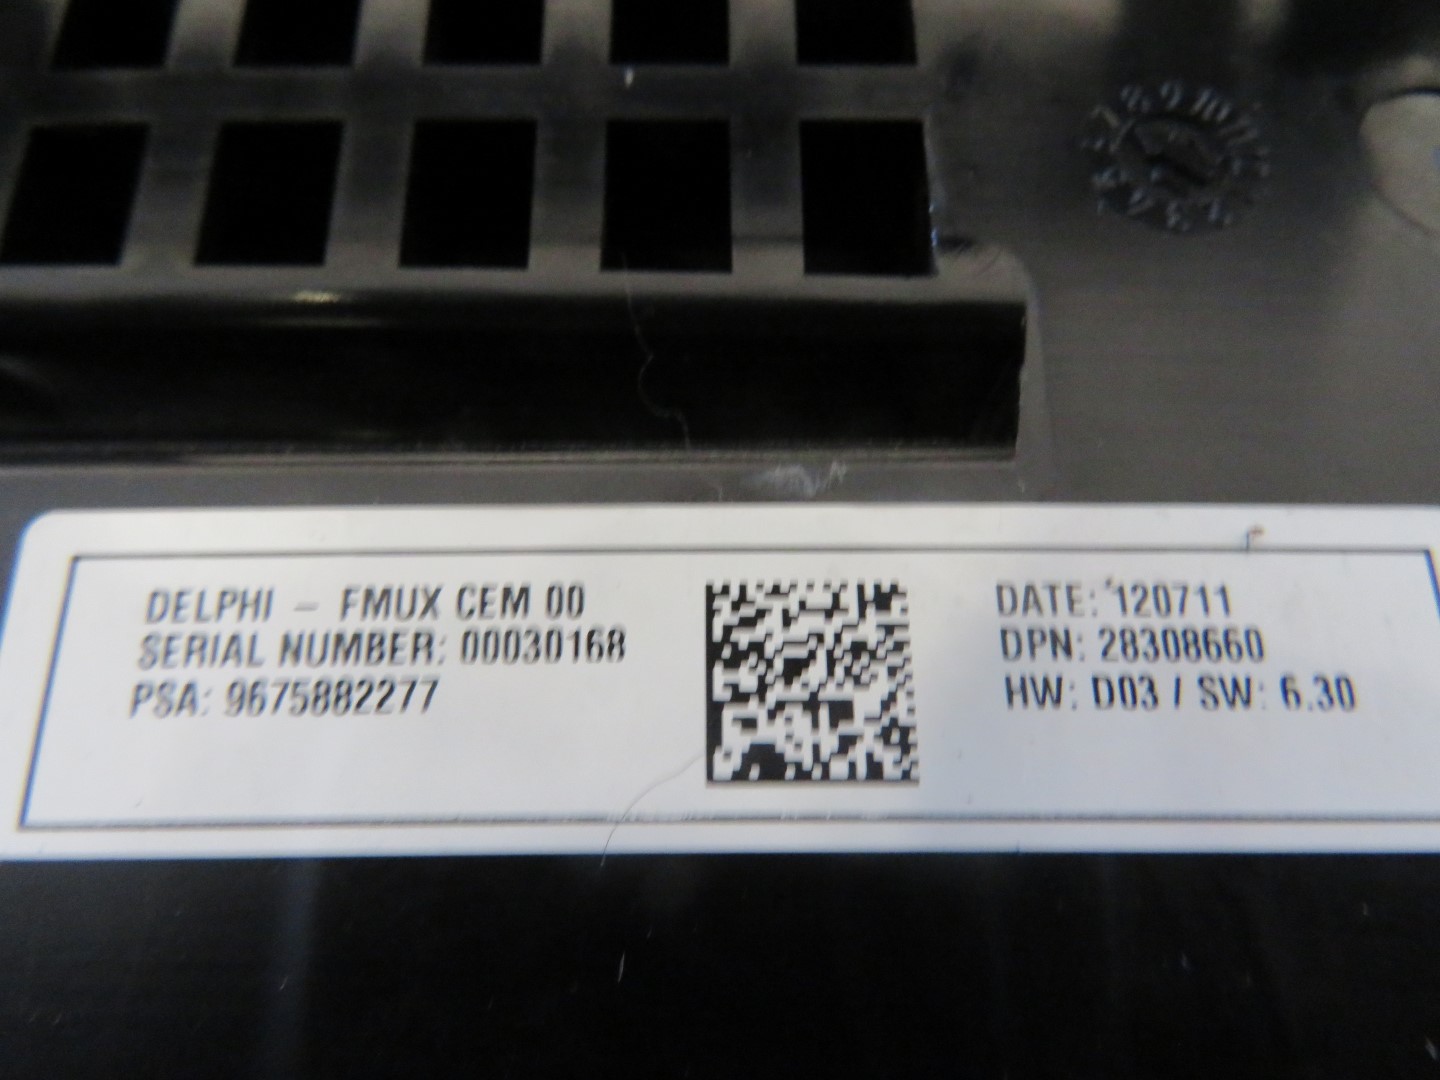 DELPHI – FMUX CEM 00
SERIAL NUMBER: 00030168
PSA: 9675882277
DATE: 120711
DPN: 28308660
HW: D03 / SW: 6.30